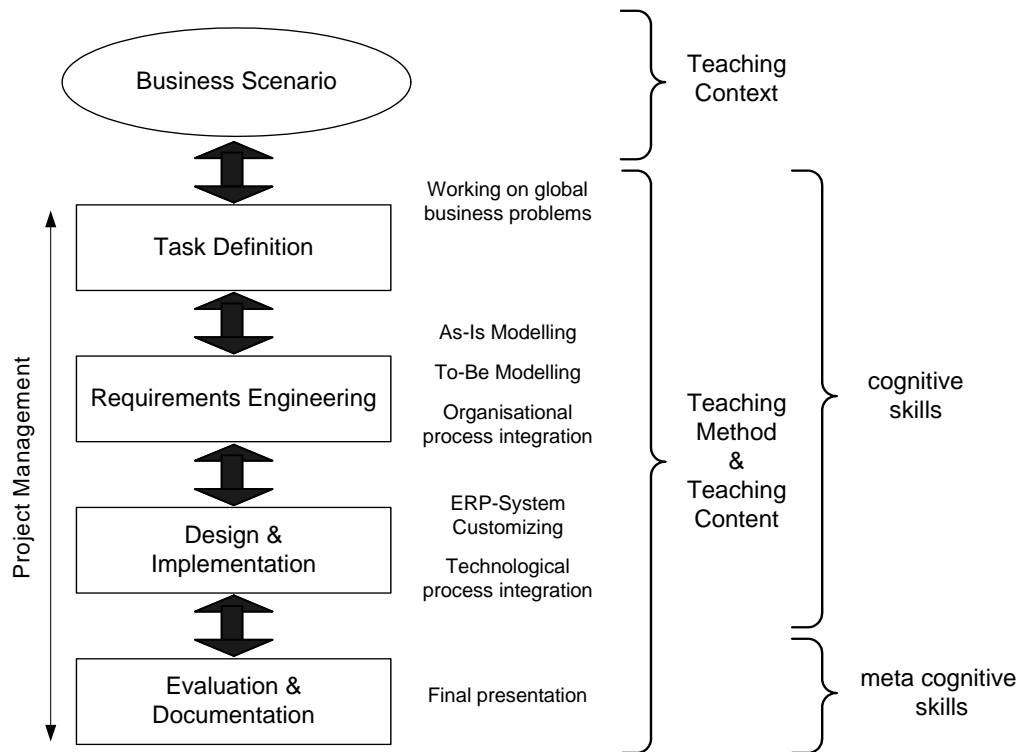 Business Scenario
Teaching
Context
Working on global
business problems
Task Definition
As-Is Modelling
To-Be Modelling
Requirements Engineering
Organisational
process integration
cognitive
skills
Teaching
Method
&
Teaching
Content
Project Management
ERP-System
Customizing
Design &
Implementation
Technological
process integration
Evaluation &
Documentation
Final presentation
meta cognitive
skills